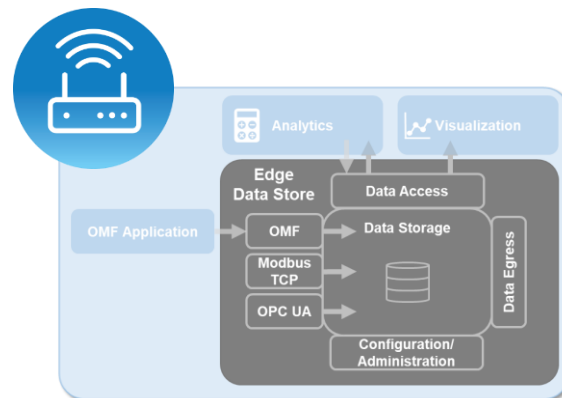 Analytics
Visualization
Edge
Data Store
Data Access
OMF Application
OMF
Data Storage
Modbus
TCP
OPC UA
Data Egress
Configuration/
Administration